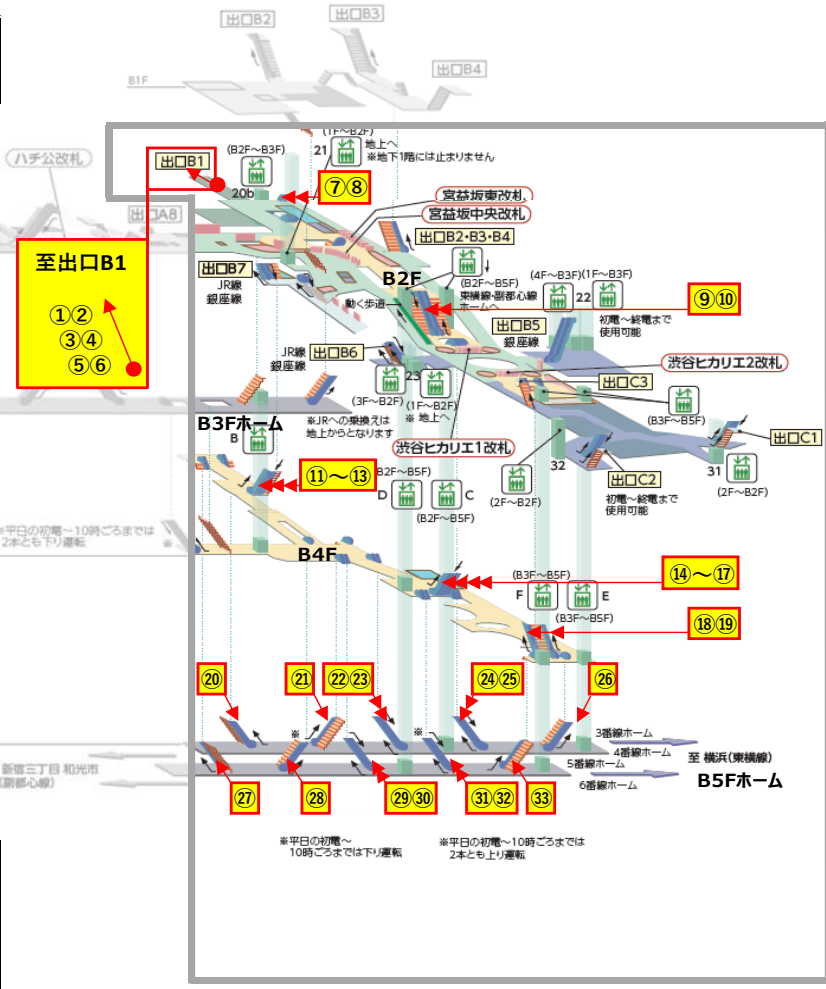 出口B2
出口B3
出口B4
B1F
ハチ公改札
出口A8
出口B1
(B2F～B3F)
20b
(1F～B2F)
21
地上へ
※地下1階には止まりません
⑦⑧
宮益坂東改札
宮益坂中央改札
出口B2・B3・B4
至出口B1
①②
③④
⑤⑥
出口B7
JR線
銀座線
B2F
動く歩道
(B2F～B5F)
東横線・副都心線
ホームへ
(4F～B3F)
22
(1F～B3F)
初電～終電まで
使用可能
⑨⑩
出口B5
銀座線
JR線
銀座線
出口B6
(3F～B2F)
23
(1F～B2F)
※ 地上へ
渋谷ヒカリエ2改札
出口C3
(B3F～B5F)
B3Fホーム
B
※JRへの乗換えは
地上からとなります
渋谷ヒカリエ1改札
出口C1
31
(2F～B2F)
32
出口C2
初電～終電まで
使用可能
(2F～B2F)
⑪～⑬
(B2F～B5F)
D
C
(B2F～B5F)
※平日の初電～10時ごろまでは
2本とも下り運転
※
B4F
⑭～⑰
(B3F～B5F)
F
E
(B3F～B5F)
⑱⑲
⑳
㉑
㉒㉓
㉔㉕
㉖
※
※
3番線ホーム
4番線ホーム
5番線ホーム
6番線ホーム
至 横浜(東横線)
B5Fホーム
新宿三丁目 和光市
(副都心線)
㉗
㉘
㉙㉚
㉛㉜
㉝
※平日の初電～
10時ごろまでは下り運転
※平日の初電～10時ごろまでは
2本とも上り運転